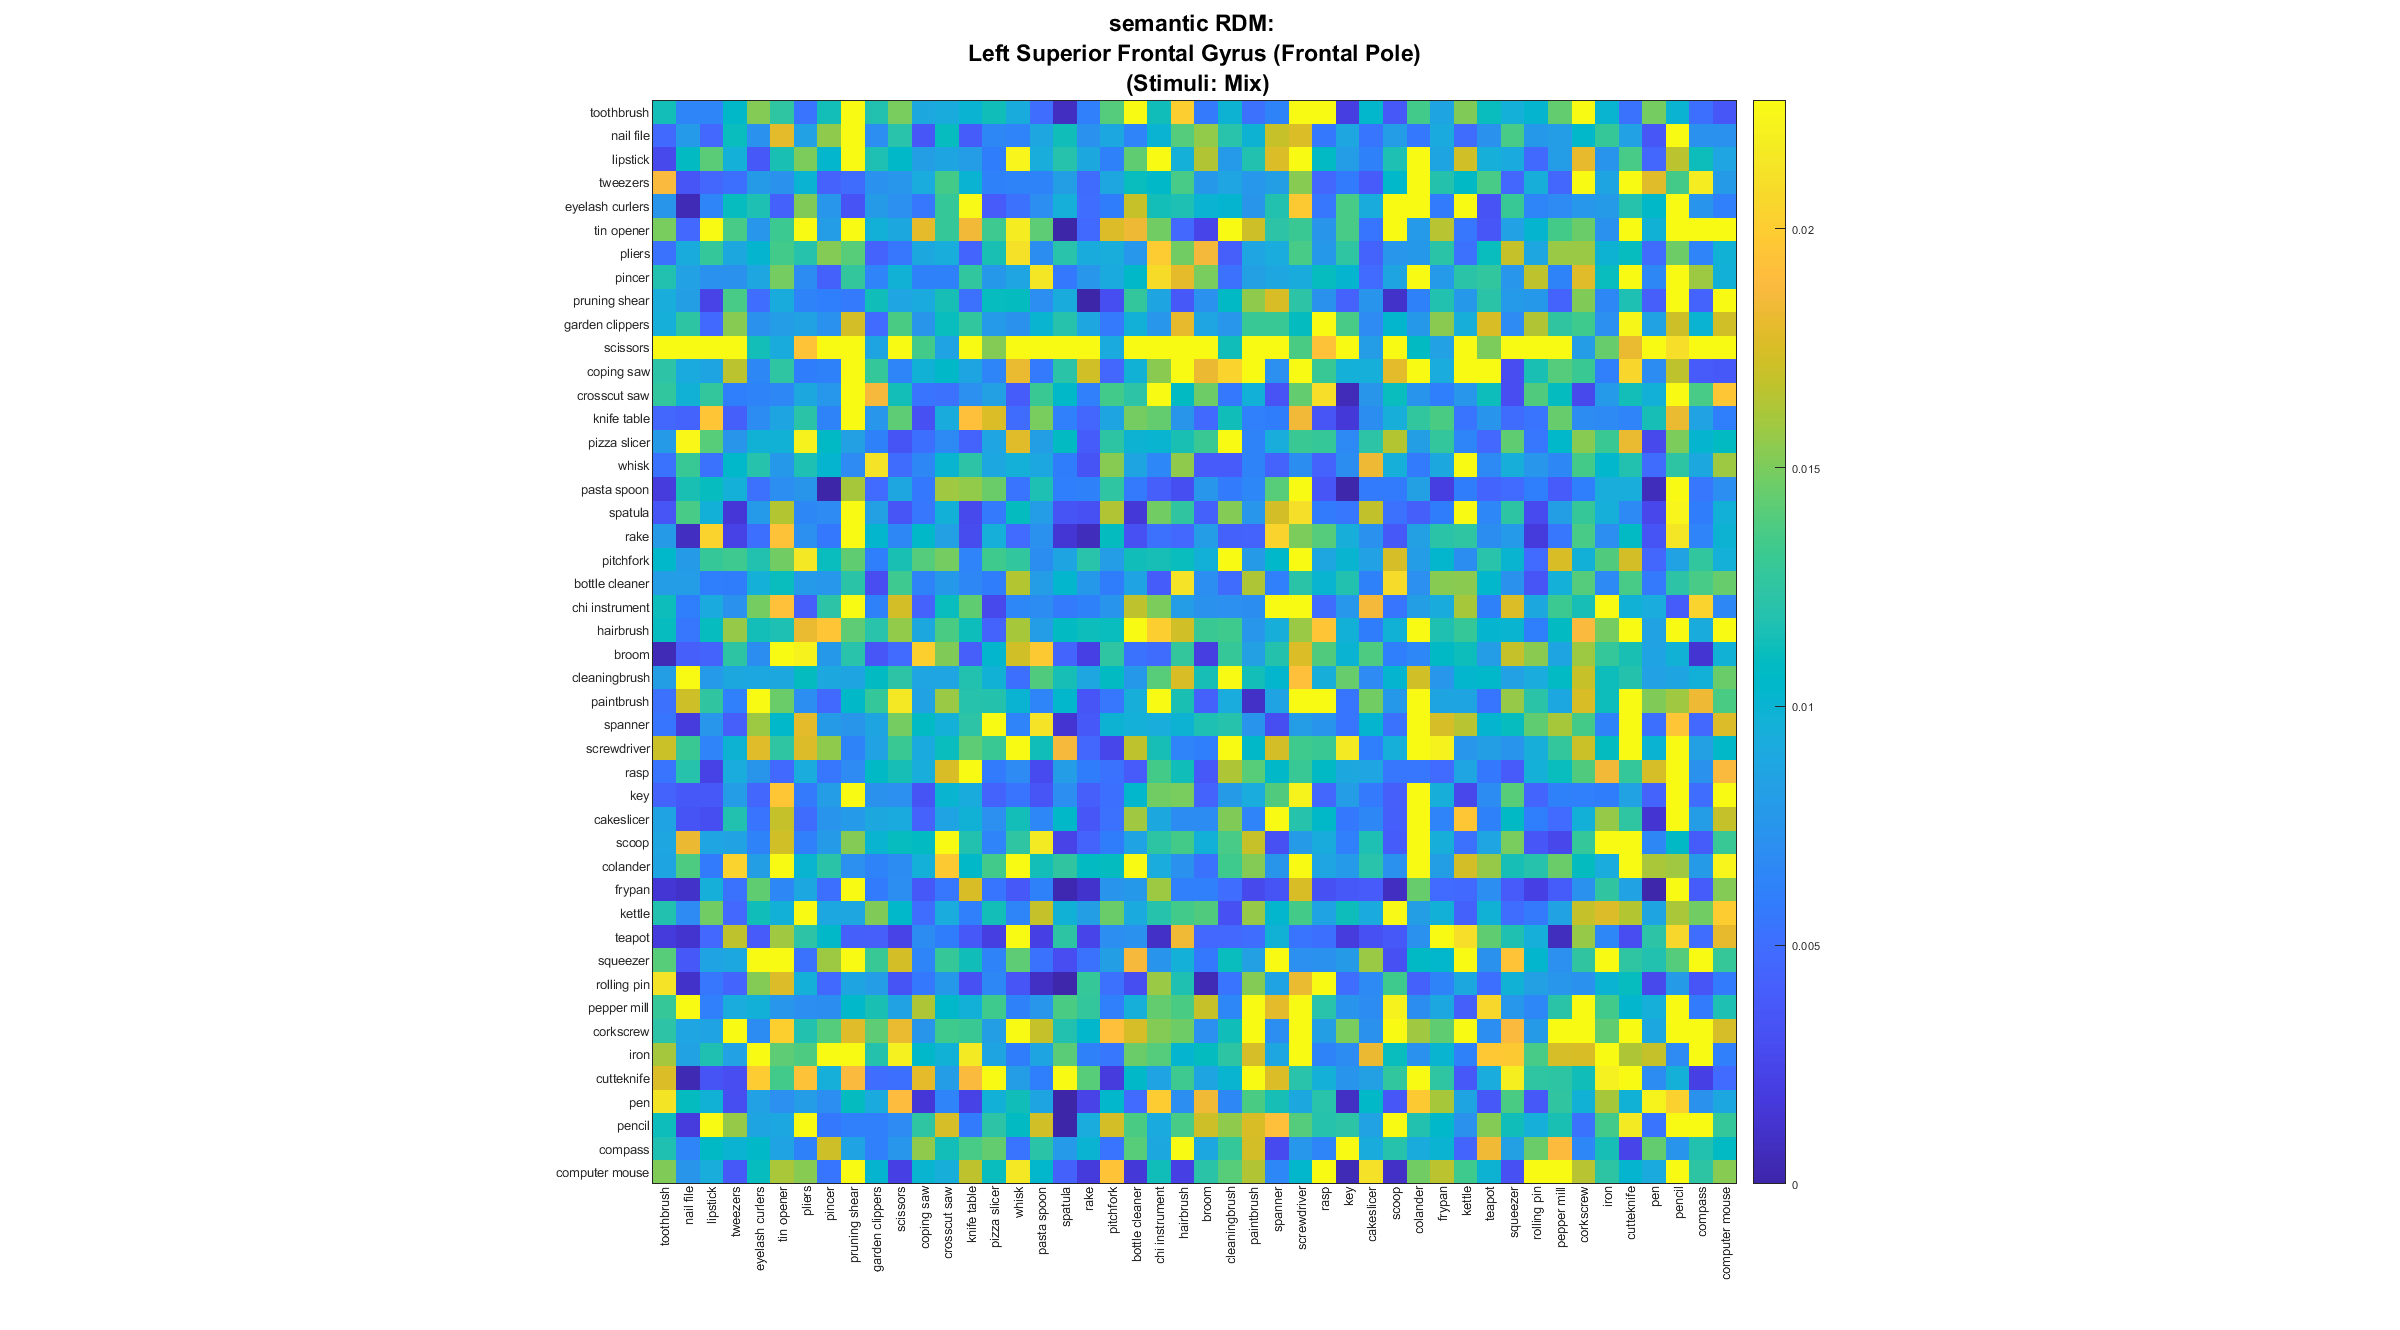 semantic RDM:
Left Superior Frontal Gyrus (Frontal Pole)
(Stimuli: Mix)
toothbrush
nail file
lipstick
tweezers
eyelash curlers
tin opener
pliers
pincer
pruning shear
garden clippers
scissors
coping saw
crosscut saw
knife table
pizza slicer
whisk
pasta spoon
spatula
rake
pitchfork
bottle cleaner
chi instrument
hairbrush
broom
cleaningbrush
paintbrush
spanner
screwdriver
rasp
key
cakeslicer
scoop
colander
frypan
kettle
teapot
squeezer
rolling pin
pepper mill
corkscrew
iron
cutteknife
pen
pencil
compass
computer mouse
toothbrush
nail file
lipstick
tweezers
eyelash curlers
tin opener
pliers
pincer
pruning shear
garden clippers
scissors
coping saw
crosscut saw
knife table
pizza slicer
whisk
pasta spoon
spatula
rake
pitchfork
bottle cleaner
chi instrument
hairbrush
broom
cleaningbrush
paintbrush
spanner
screwdriver
rasp
key
cakeslicer
scoop
colander
frypan
kettle
teapot
squeezer
rolling pin
pepper mill
corkscrew
iron
cutteknife
pen
pencil
compass
computer mouse
0.02
0.015
0.01
0.005
0